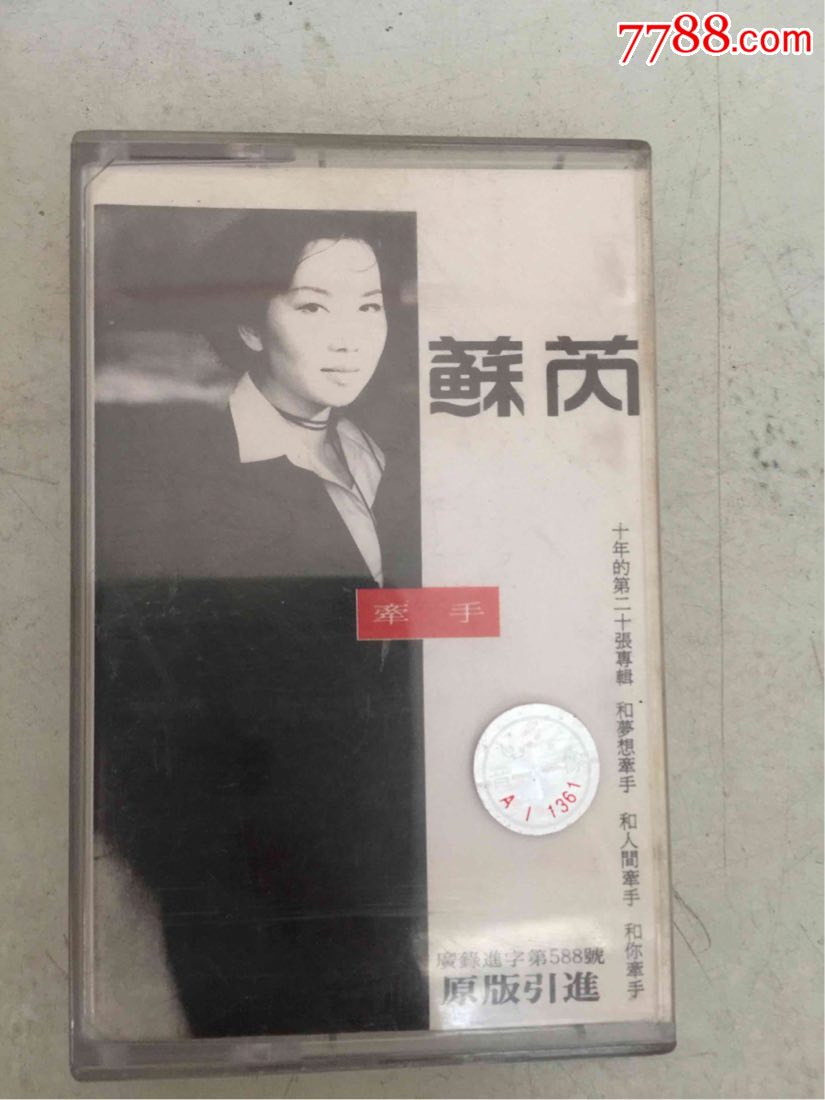 7788.com
蘇芮
牽手
十年的第二十張專輯 和夢想牽手 和人間牽手 和你牽手
音
A / 1361
廣錄進字第588號
原版引進